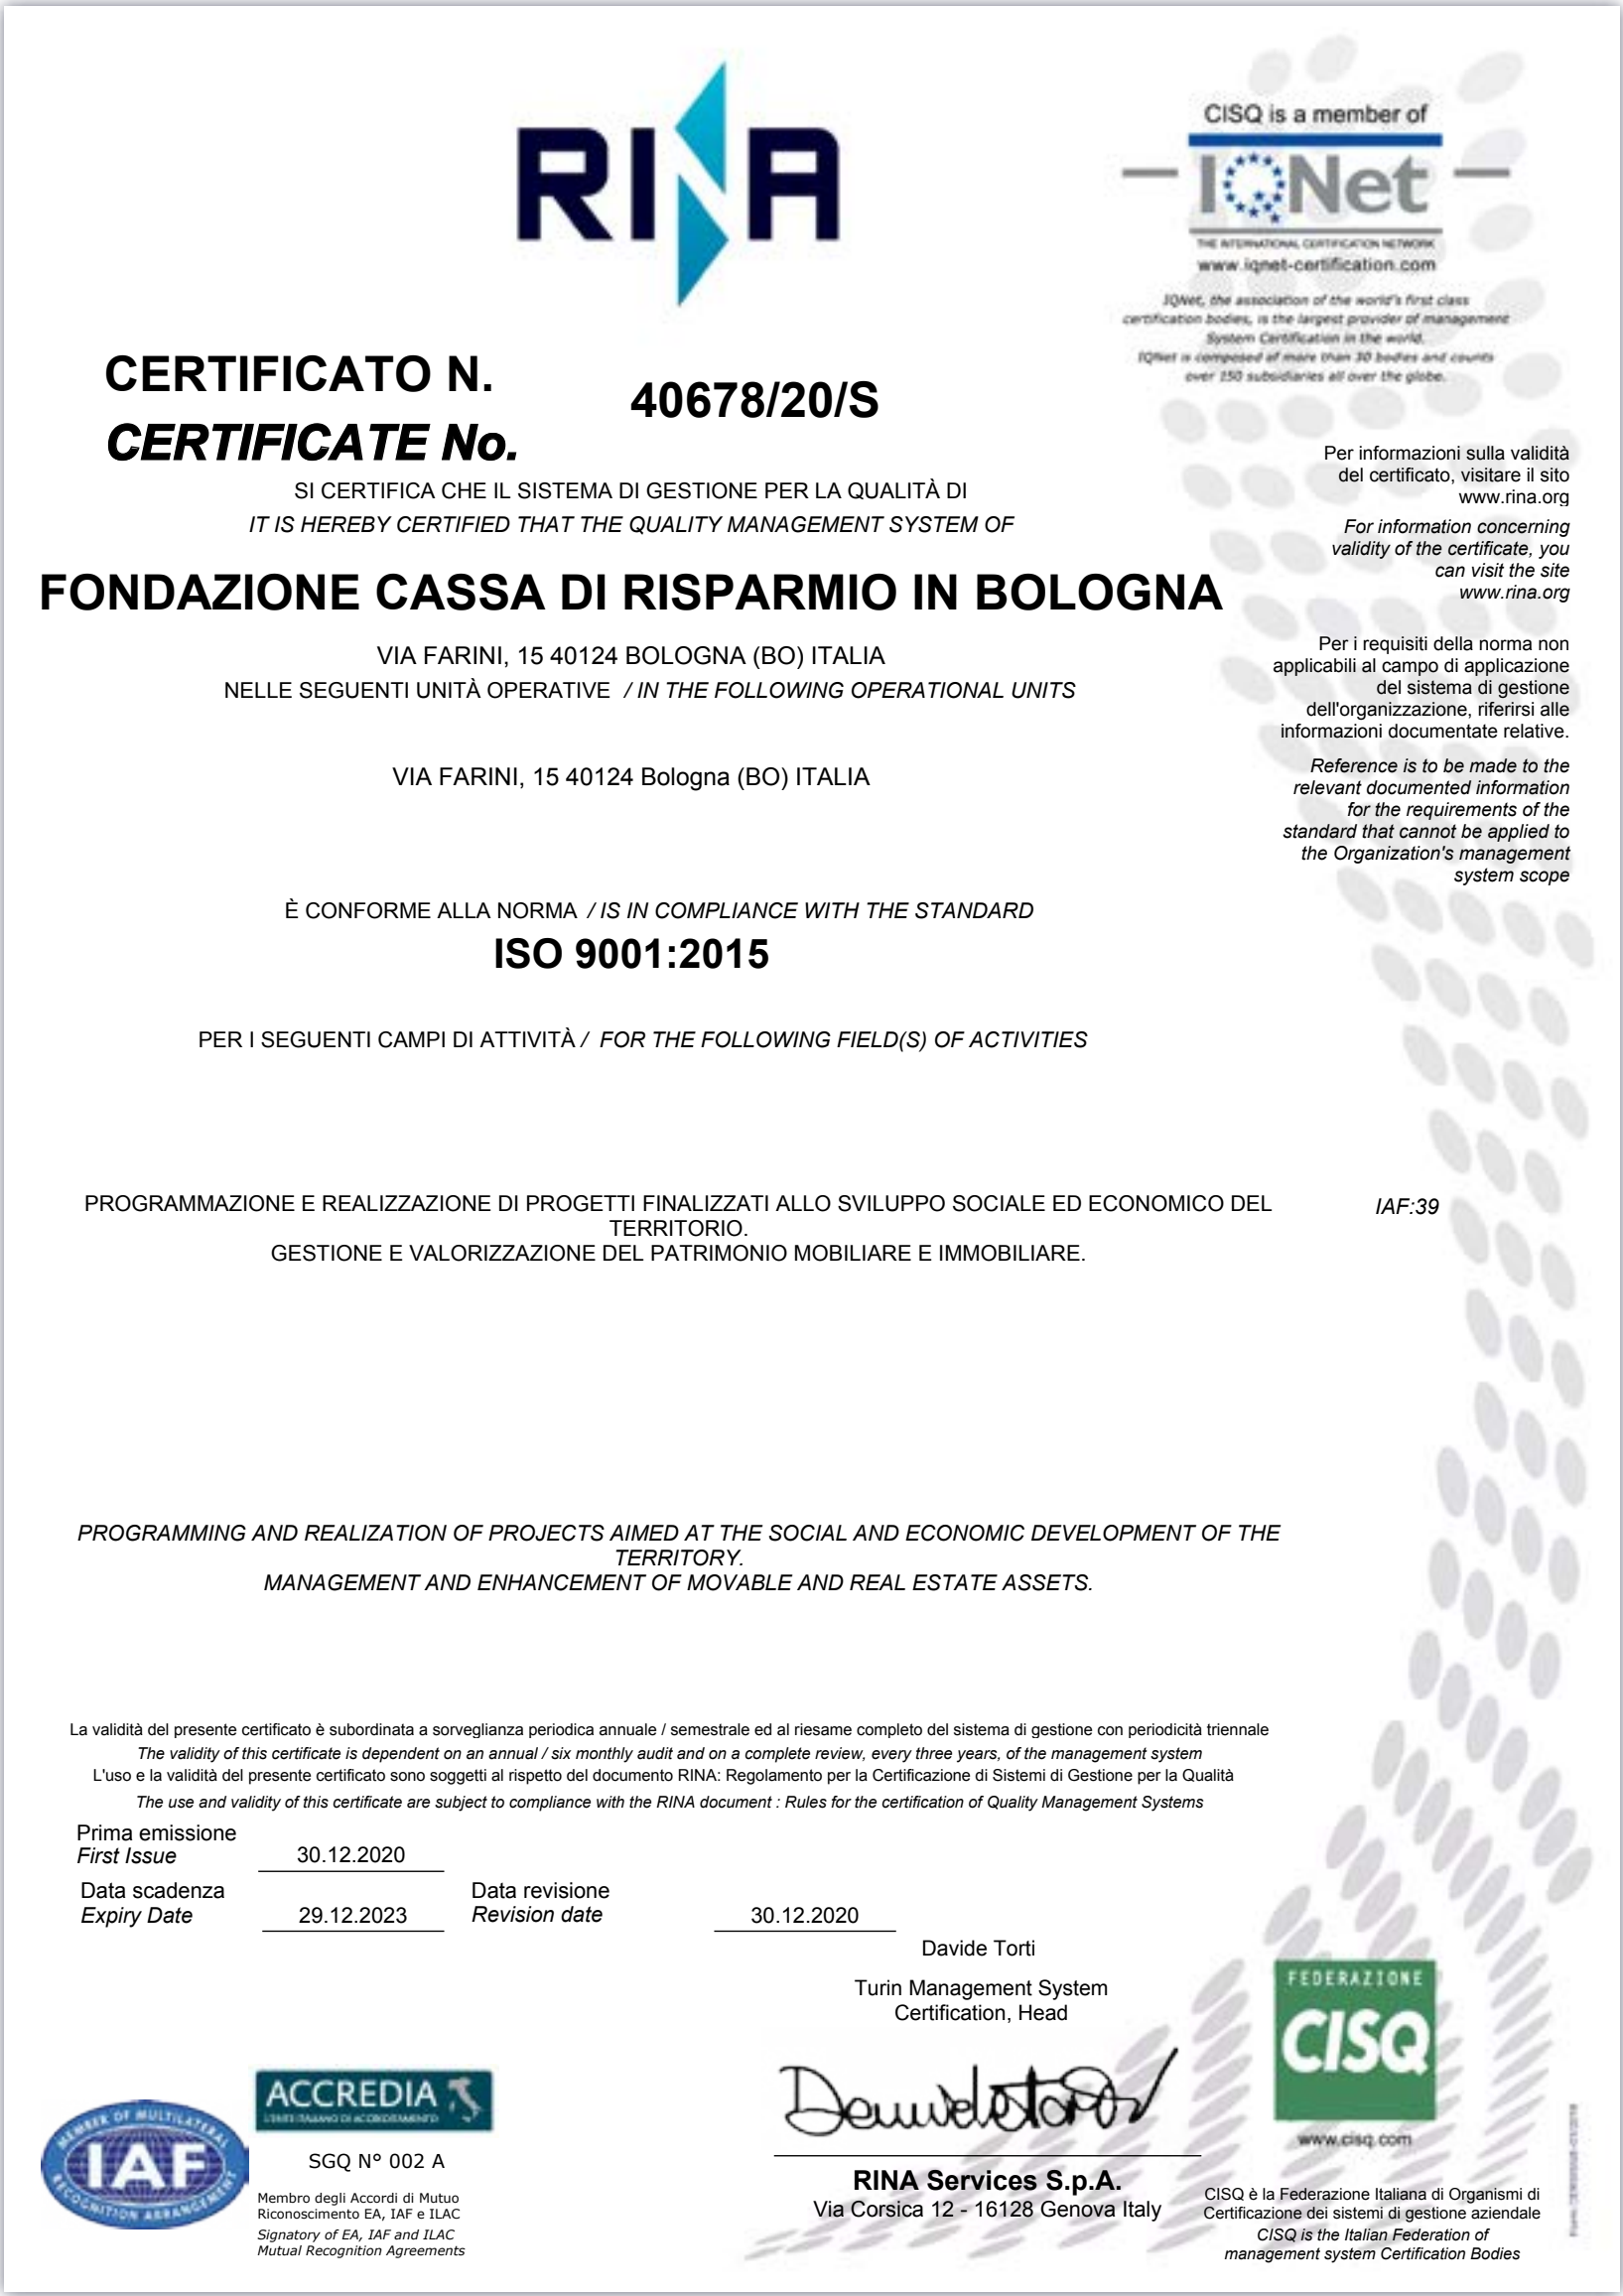 RINA
CISQ is a member of
IQNet
THE INTERNATIONAL CERTIFICATION NETWORK
www.iqnet-certification.com
IQNet, the association of the world's first class
certification bodies, is the largest provider of management
System Certification in the world.
IQNet is composed of more than 30 bodies and counts
over 150 subsidiaries all over the globe.
CERTIFICATO N.
CERTIFICATE No.
40678/20/S
SI CERTIFICA CHE IL SISTEMA DI GESTIONE PER LA QUALITÀ DI
IT IS HEREBY CERTIFIED THAT THE QUALITY MANAGEMENT SYSTEM OF
FONDAZIONE CASSA DI RISPARMIO IN BOLOGNA
VIA FARINI, 15 40124 BOLOGNA (BO) ITALIA
NELLE SEGUENTI UNITÀ OPERATIVE / IN THE FOLLOWING OPERATIONAL UNITS
VIA FARINI, 15 40124 Bologna (BO) ITALIA
Per informazioni sulla validità
del certificato, visitare il sito
www.rina.org
For information concerning
validity of the certificate, you
can visit the site
www.rina.org
Per i requisiti della norma non
applicabili al campo di applicazione
del sistema di gestione
dell'organizzazione, riferirsi alle
informazioni documentate relative.
Reference is to be made to the
relevant documented information
for the requirements of the
standard that cannot be applied to
the Organization's management
system scope
È CONFORME ALLA NORMA / IS IN COMPLIANCE WITH THE STANDARD
ISO 9001:2015
PER I SEGUENTI CAMPI DI ATTIVITÀ / FOR THE FOLLOWING FIELD(S) OF ACTIVITIES
PROGRAMMAZIONE E REALIZZAZIONE DI PROGETTI FINALIZZATI ALLO SVILUPPO SOCIALE ED ECONOMICO DEL
TERRITORIO.
GESTIONE E VALORIZZAZIONE DEL PATRIMONIO MOBILIARE E IMMOBILIARE.
IAF:39
PROGRAMMING AND REALIZATION OF PROJECTS AIMED AT THE SOCIAL AND ECONOMIC DEVELOPMENT OF THE
TERRITORY.
MANAGEMENT AND ENHANCEMENT OF MOVABLE AND REAL ESTATE ASSETS.
La validità del presente certificato è subordinata a sorveglianza periodica annuale / semestrale ed al riesame completo del sistema di gestione con periodicità triennale
The validity of this certificate is dependent on an annual / six monthly audit and on a complete review, every three years, of the management system
L'uso e la validità del presente certificato sono soggetti al rispetto del documento RINA: Regolamento per la Certificazione di Sistemi di Gestione per la Qualità
The use and validity of this certificate are subject to compliance with the RINA document : Rules for the certification of Quality Management Systems
Prima emissione
First Issue 30.12.2020
Data scadenza
Expiry Date 29.12.2023
Data revisione
Revision date 30.12.2020
Davide Torti
Turin Management System
Certification, Head
RINA Services S.p.A.
Via Corsica 12 - 16128 Genova Italy
MEMBER OF MULTILATERAL
IAF
RECOGNITION ARRANGEMENT
ACCREDIA
L'ENTE ITALIANO DI ACCREDITAMENTO
SGQ N° 002 A
Membro degli Accordi di Mutuo
Riconoscimento EA, IAF e ILAC
Signatory of EA, IAF and ILAC
Mutual Recognition Agreements
FEDERAZIONE
CISQ
www.cisq.com
CISQ è la Federazione Italiana di Organismi di
Certificazione dei sistemi di gestione aziendale
CISQ is the Italian Federation of
management system Certification Bodies